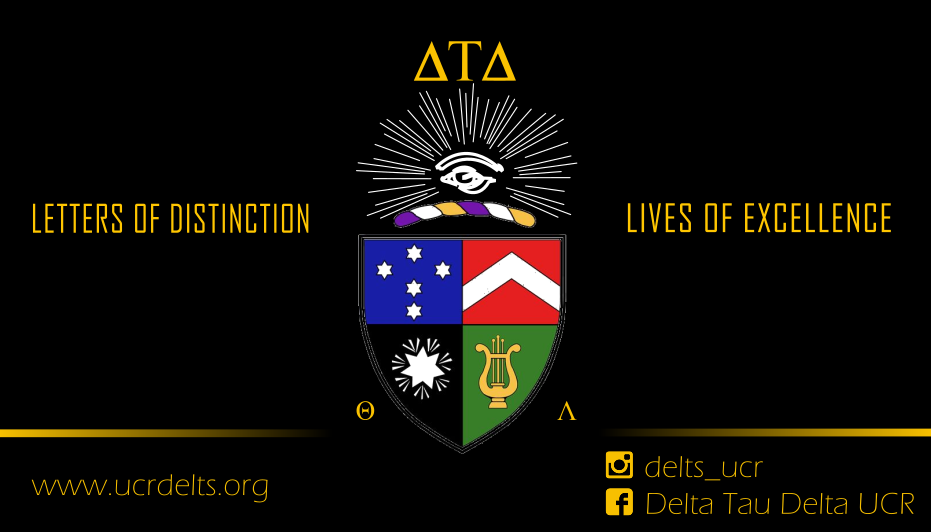 ΔΤΔ
LETTERS OF DISTINCTION
LIVES OF EXCELLENCE
Θ Λ
www.ucrdelts.org
delts_ucr
Delta Tau Delta UCR